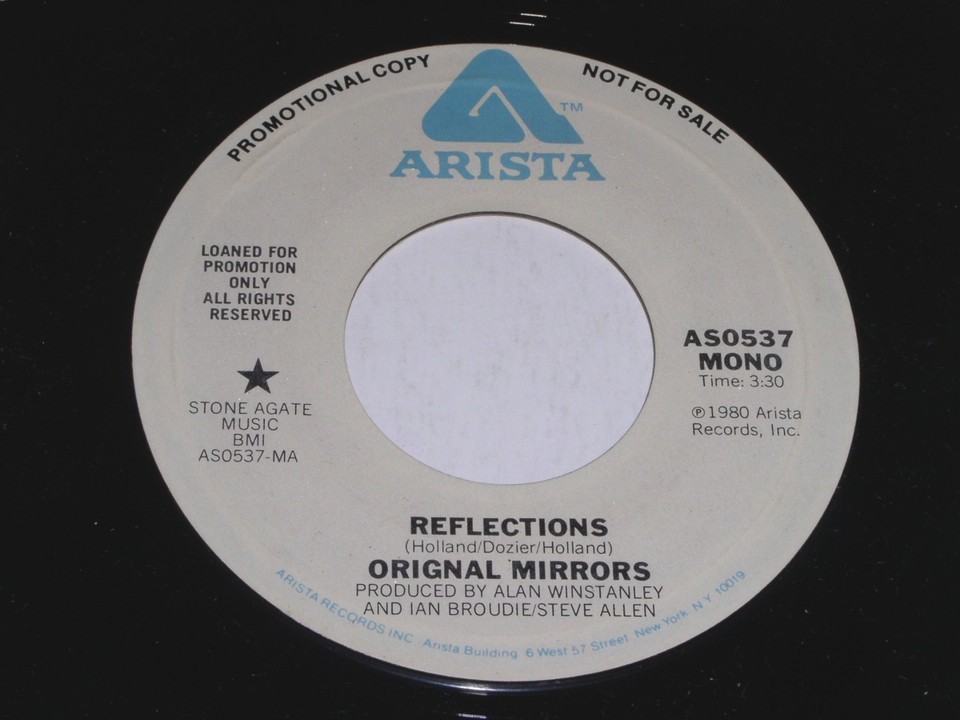 PROMOTIONAL COPY
NOT FOR SALE
TM
ARISTA
LOANED FOR
PROMOTION
ONLY
ALL RIGHTS
RESERVED
STONE AGATE
MUSIC
BMI
AS0537-MA
AS0537
MONO
Time: 3:30
℗1980 Arista
Records, Inc.
REFLECTIONS
(Holland/Dozier/Holland)
ORIGNAL MIRRORS
PRODUCED BY ALAN WINSTANLEY
AND IAN BROUDIE/STEVE ALLEN
ARISTA RECORDS INC Arista Building 6 West 57 Street New York N Y 10019